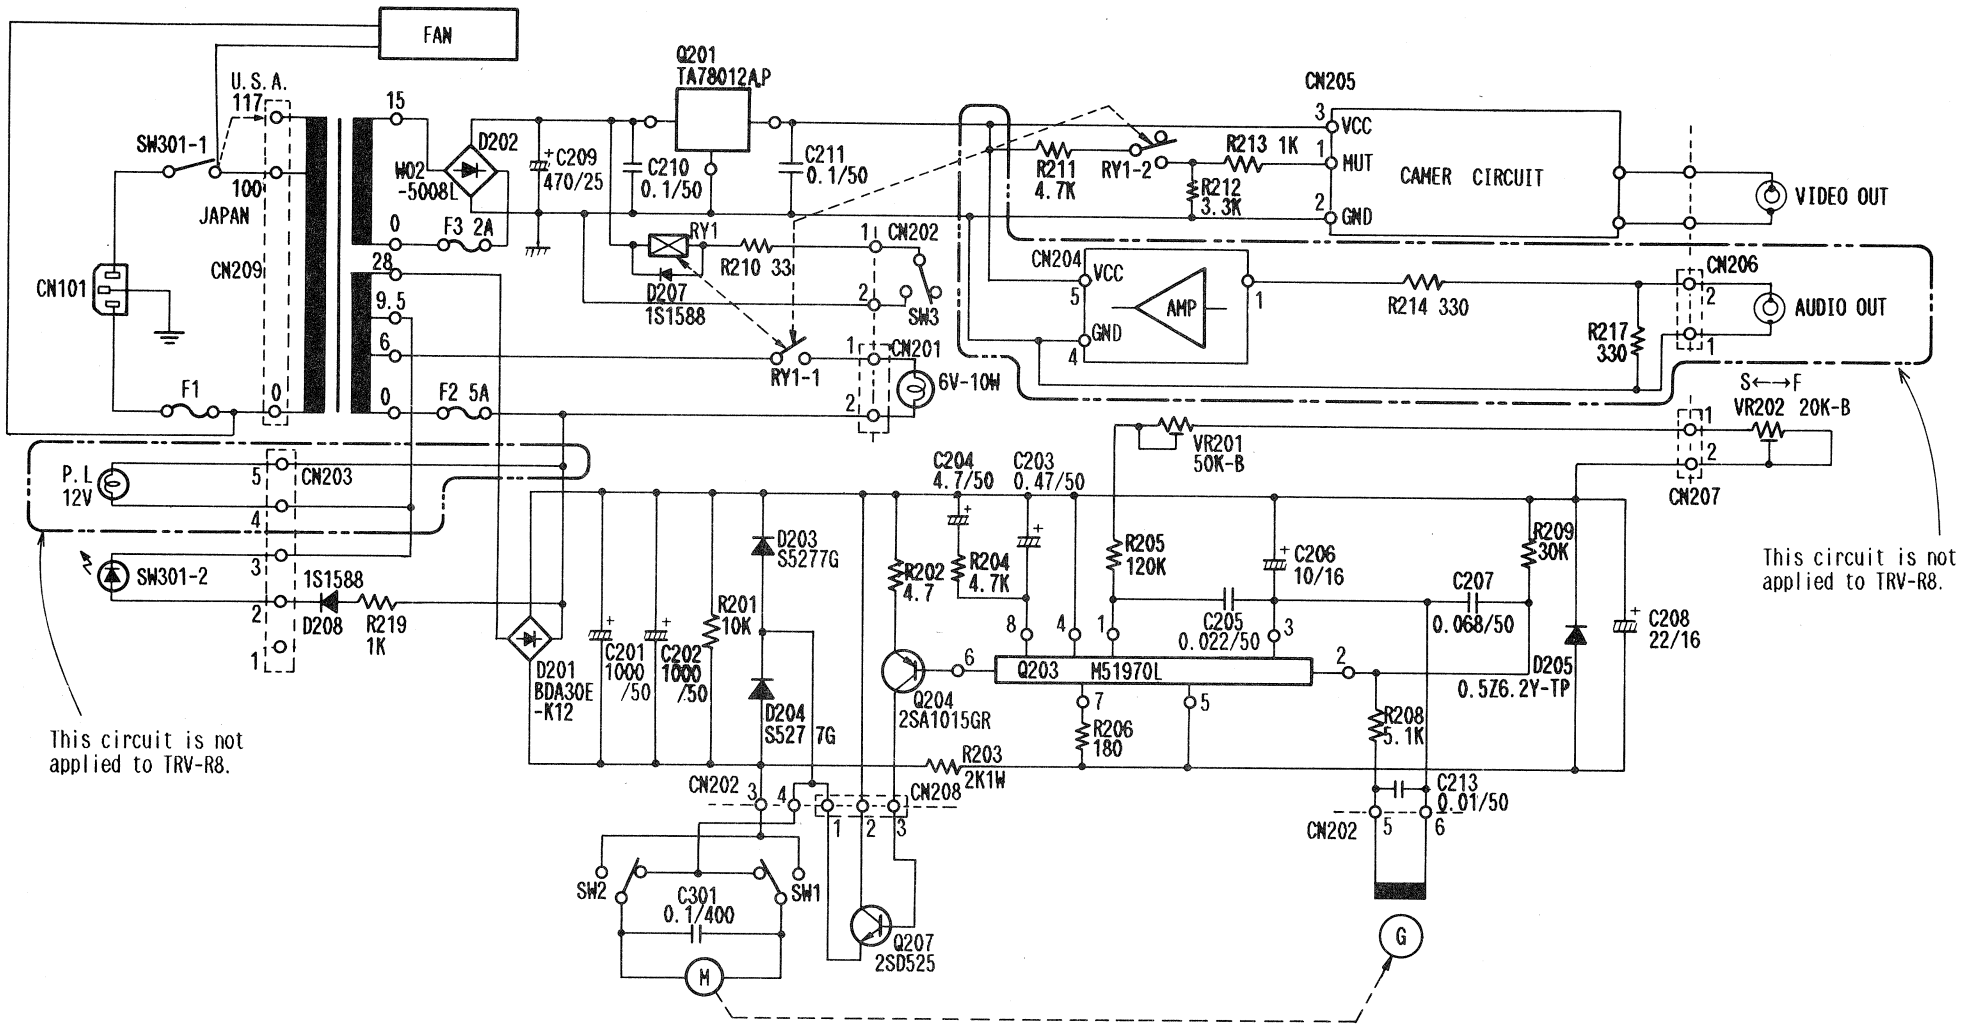 FAN
U.S.A.
117
SW301-1
100
JAPAN
CN209
CN101
F1
0
15
D202
W02
-5008L
0
F3 2A
28
9.5
6
0
F2 5A
C209
470/25
C210
0.1/50
Q201
TA78012A.P
C211
0.1/50
RY1
R210 33
D207
1S1588
1
CN202
2
SW3
RY1-1
1
CN201
2
6V-10W
CN205
3
VCC
1
MUT
2
GND
CAMER CIRCUIT
R211
4.7K
RY1-2
R213 1K
R212
3.3K
VIDEO OUT
CN204
VCC
5
GND
4
AMP
1
R214 330
R217
330
CN206
2
1
AUDIO OUT
S←→F
VR202 20K-B
1
2
CN207
VR201
50K-B
This circuit is not
applied to TRV-R8.
P.L
12V
5
CN203
4
3
SW301-2
2
1
1S1588
D208
R219
1K
This circuit is not
applied to TRV-R8.
D201
BDA30E
-K12
C201
1000
/50
C202
1000
/50
R201
10K
D203
S5277G
D204
S527 7G
R202
4.7
C204
4.7/50
C203
0.47/50
R204
4.7K
R205
120K
C206
10/16
C205
0.022/50
C207
0.068/50
R209
30K
C208
22/16
D205
0.5Z6.2Y-TP
8
4
1
3
6
Q203
M51970L
2
7
5
Q204
2SA1015GR
R206
180
R203
2K1W
R208
5.1K
C213
0.01/50
CN202
5
6
G
CN202
3
4
CN208
1
2
3
SW2
SW1
C301
0.1/400
M
Q207
2SD525